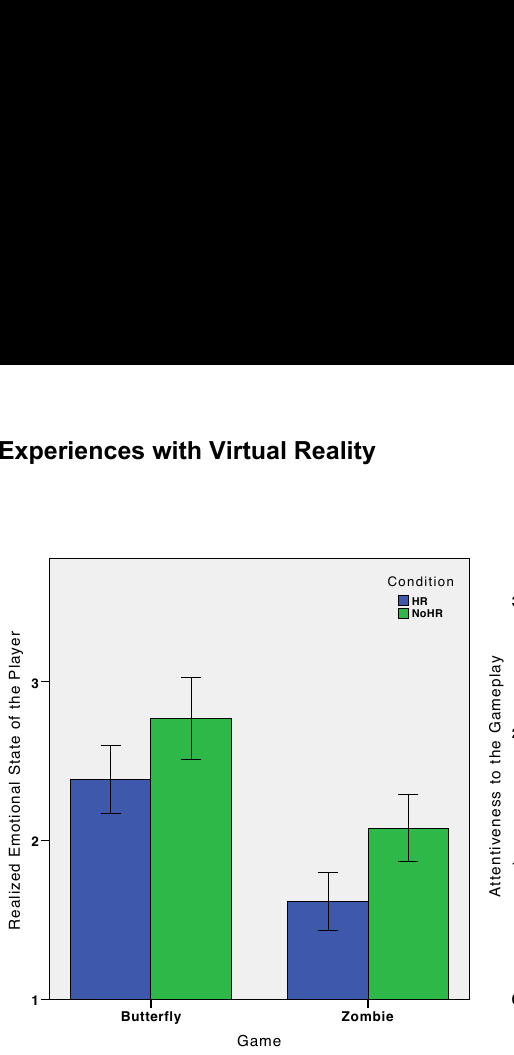 Experiences with Virtual Reality
Condition
HR
NoHR
Realized Emotional State of the Player
3
2
1
Butterfly
Zombie
Game
Attentiveness to the Gameplay